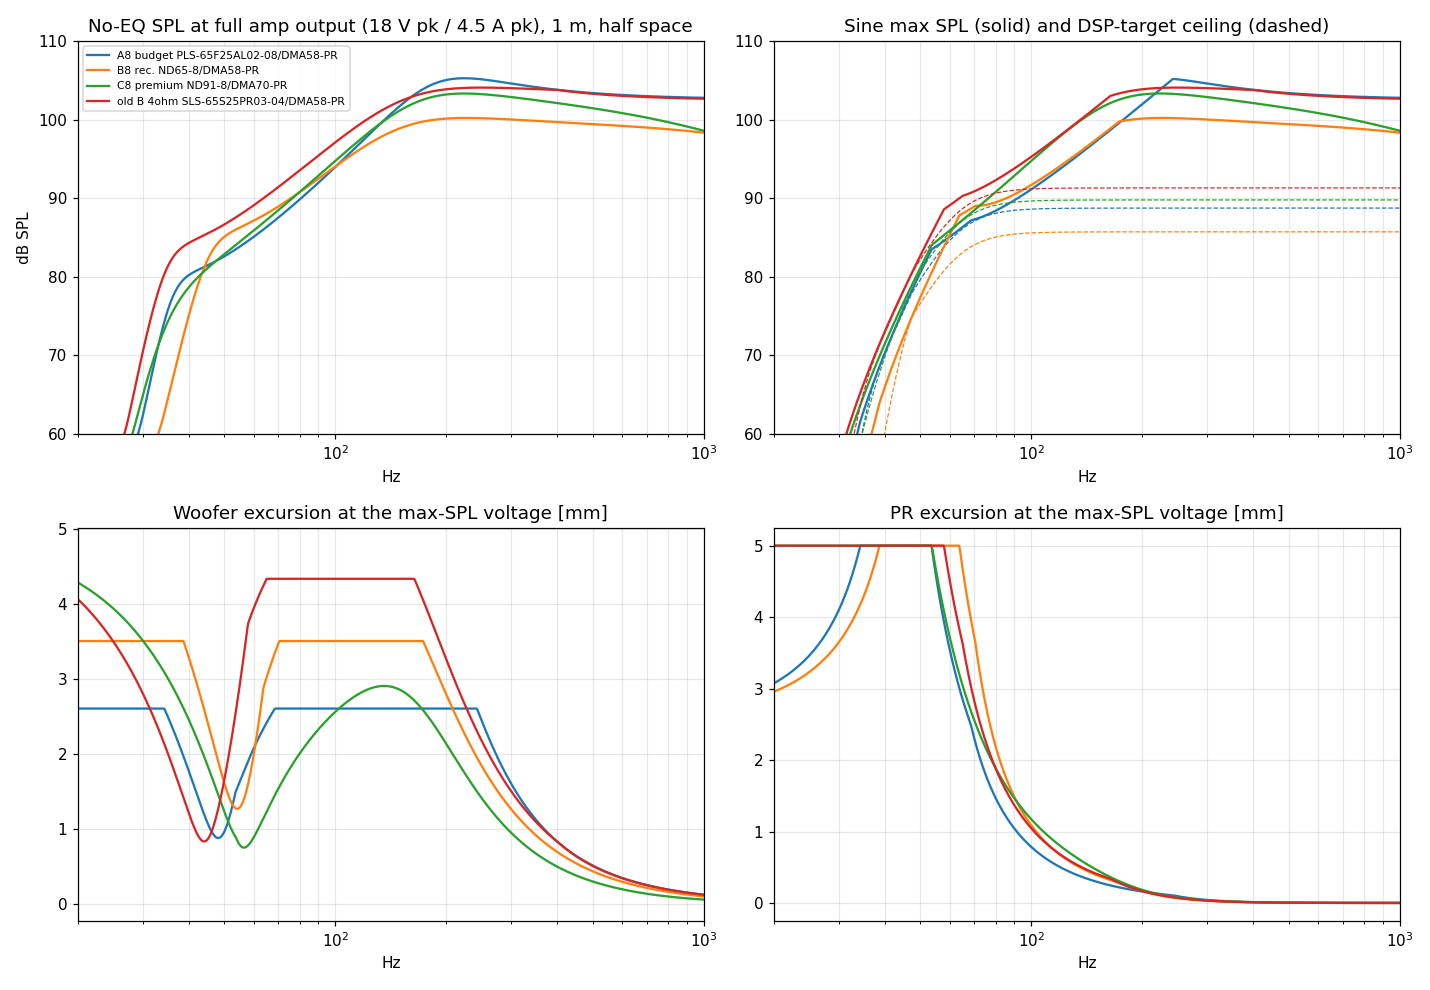 No-EQ SPL at full amp output (18 V pk / 4.5 A pk), 1 m, half space
110
100
90
80
70
60
dB SPL
A8 budget PLS-65F25AL02-08/DMA58-PR
B8 rec. ND65-8/DMA58-PR
C8 premium ND91-8/DMA70-PR
old B 4ohm SLS-65S25PR03-04/DMA58-PR
10²
10³
Hz
Sine max SPL (solid) and DSP-target ceiling (dashed)
110
100
90
80
70
60
10²
10³
Hz
Woofer excursion at the max-SPL voltage [mm]
5
4
3
2
1
0
10²
10³
Hz
PR excursion at the max-SPL voltage [mm]
5
4
3
2
1
0
10²
10³
Hz